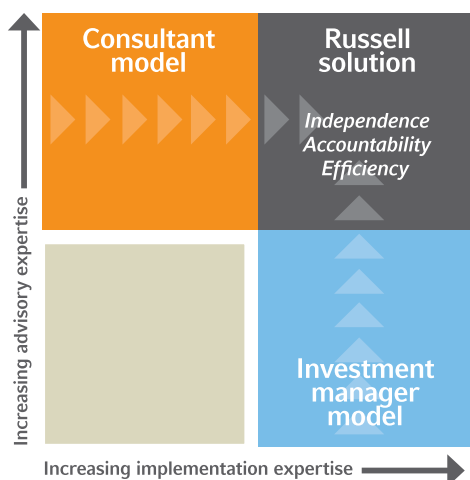 Consultant
model
Russell
solution
Independence
Accountability
Efficiency
Increasing advisory expertise
Investment
manager
model
Increasing implementation expertise